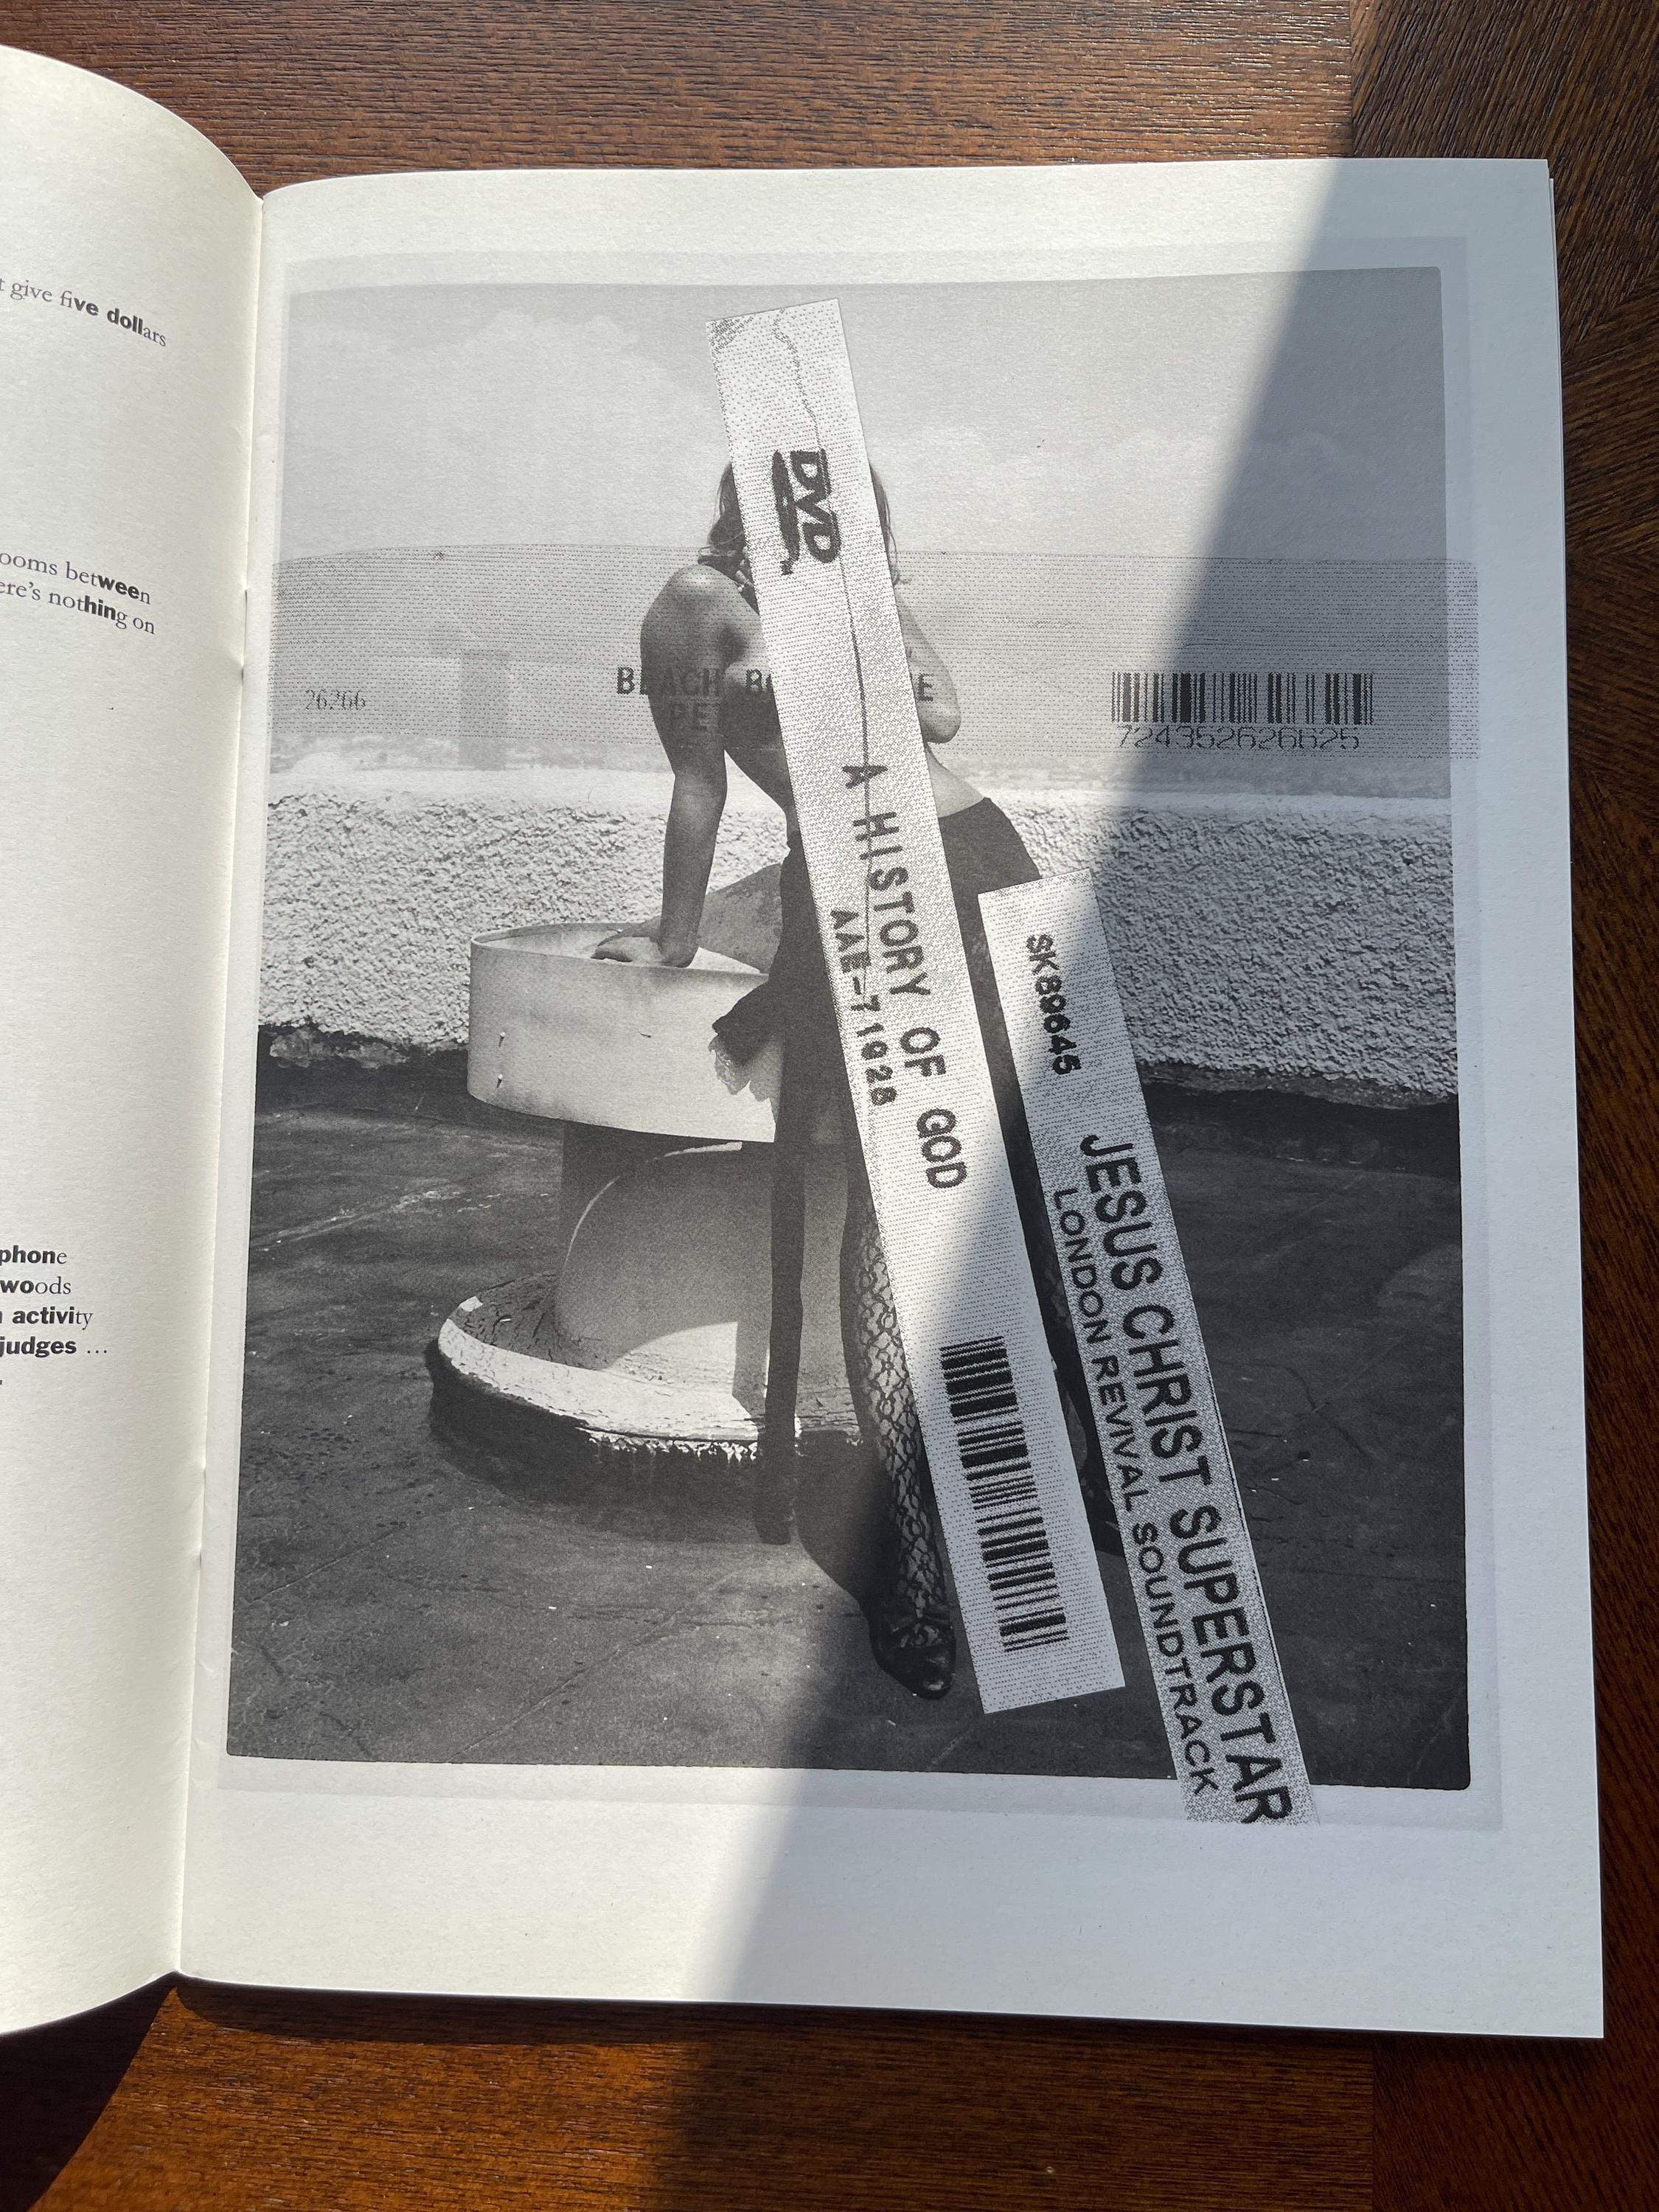 t give five dollars
ooms between
ere's nothing on
phone
woods
activity
judges ...
26266
BEACH BO E
PET
724352626625
DVD
A HISTORY OF GOD
AAE-71928
SK89645
JESUS CHRIST SUPERSTAR
LONDON REVIVAL SOUNDTRACK